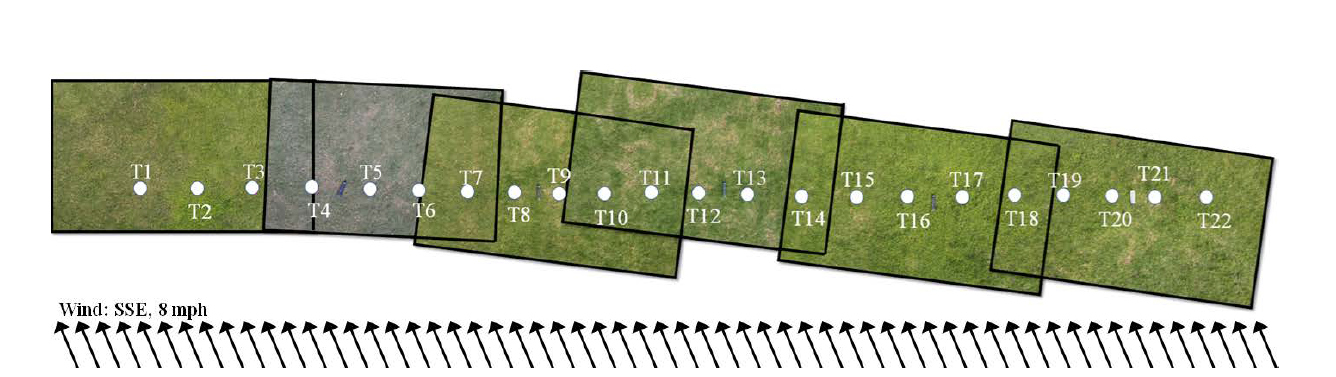 T1
T2
T3
T4
T5
T6
T7
T8
T9
T10
T11
T12
T13
T14
T15
T16
T17
T18
T19
T20
T21
T22
Wind: SSE, 8 mph